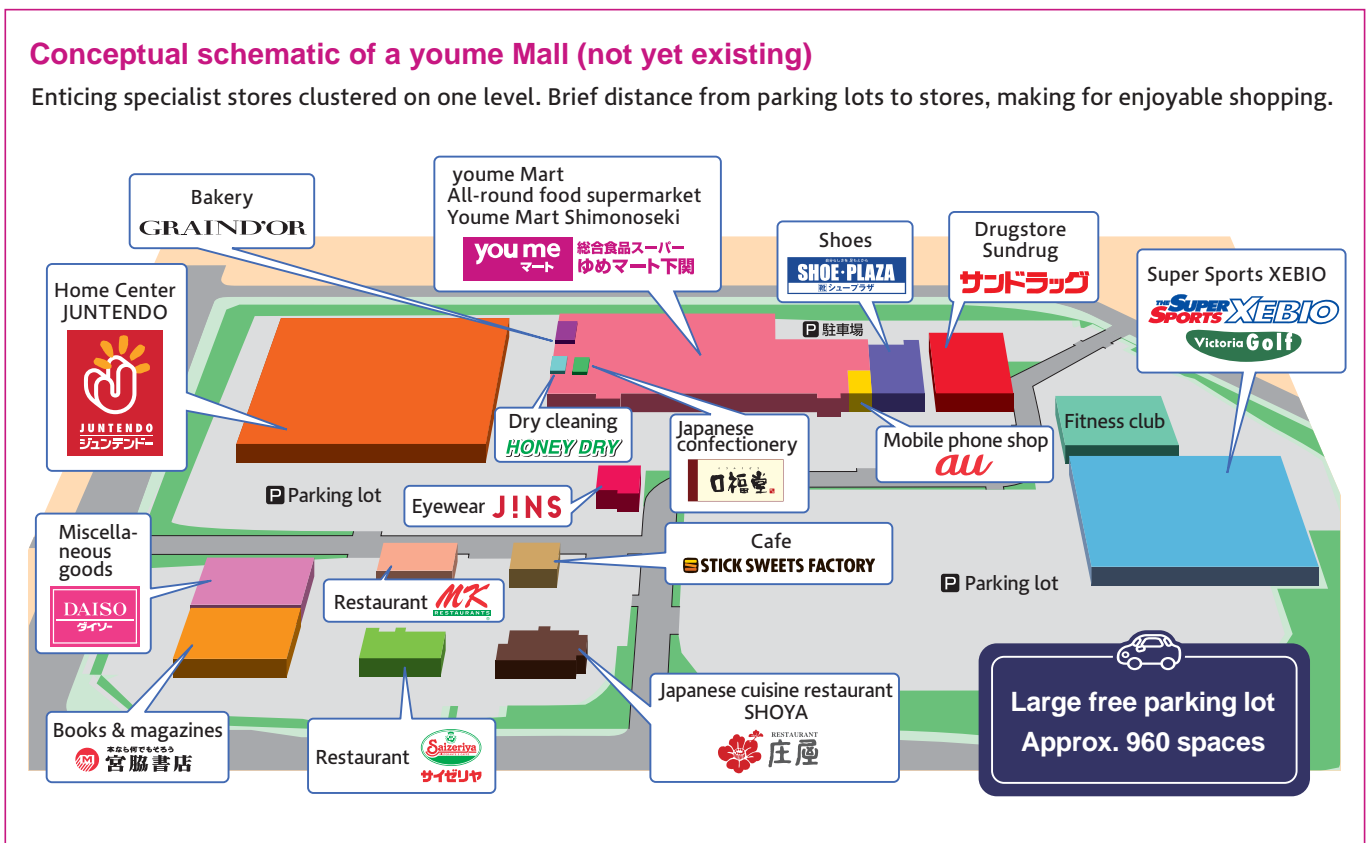 Conceptual schematic of a youme Mall (not yet existing)
Enticing specialist stores clustered on one level. Brief distance from parking lots to stores, making for enjoyable shopping.
Bakery
GRAIND'OR
youme Mart
All-round food supermarket
Youme Mart Shimonoseki
you me
マート
総合食品スーパー
ゆめマート下関
Shoes
SHOE・PLAZA
靴 シュープラザ
Drugstore
Sundrug
サンドラッグ
Super Sports XEBIO
THE SUPER SPORTS XEBIO
Victoria Golf
Home Center
JUNTENDO
JUNTENDO
ジュンテンドー
P 駐車場
Dry cleaning
HONEY DRY
Japanese
confectionery
口福堂
Mobile phone shop
au
Fitness club
P Parking lot
Eyewear J!NS
Miscella-
neous
goods
DAISO
ダイソー
Restaurant MK
RESTAURANTS
Cafe
STICK SWEETS FACTORY
P Parking lot
Books & magazines
本なら何でもそろう
宮脇書店
Restaurant
Saizeriya
サイゼリヤ
Japanese cuisine restaurant
SHOYA
RESTAURANT
庄屋
Large free parking lot
Approx. 960 spaces